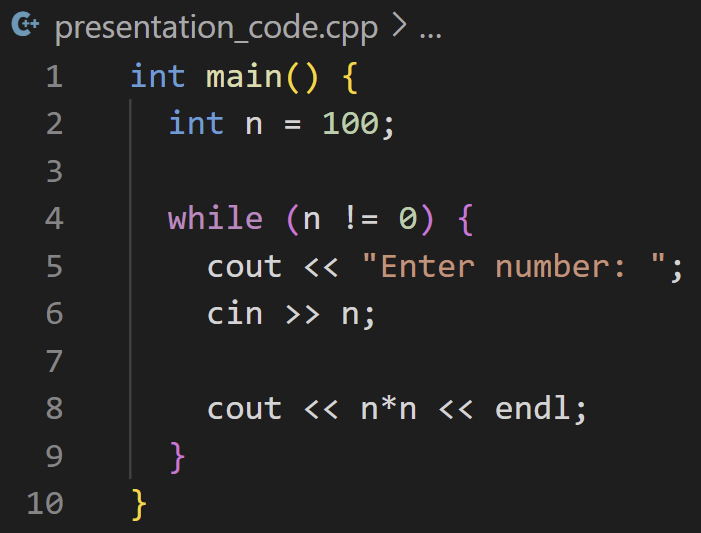 presentation_code.cpp > ...
1 int main() {
2   int n = 100;
3
4   while (n != 0) {
5     cout << "Enter number: ";
6     cin >> n;
7
8     cout << n*n << endl;
9   }
10 }